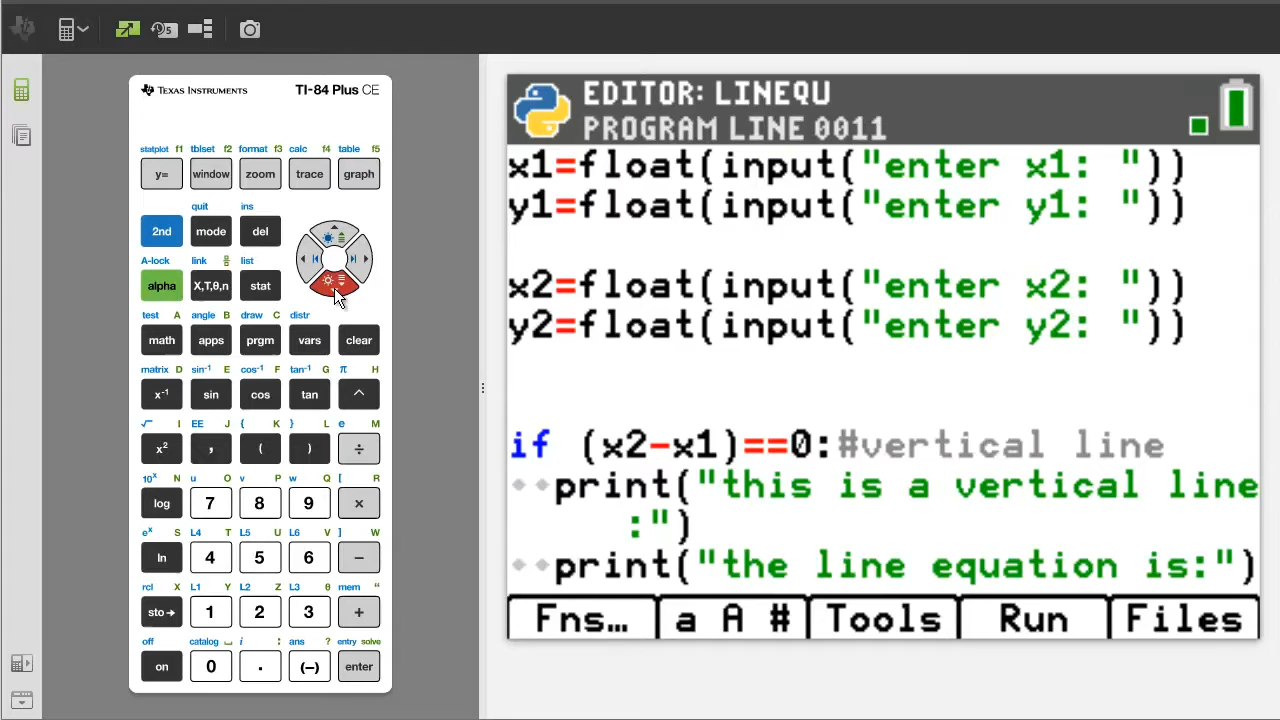 TEXAS INSTRUMENTS TI-84 Plus CE
statplot f1 tblset f2 format f3 calc f4 table f5
y= window zoom trace graph
quit ins
2nd mode del
A-lock link list
alpha X,T,θ,n stat
test A angle B draw C distr
math apps prgm vars clear
matrix D sin⁻¹ E cos⁻¹ F tan⁻¹ G π H
x⁻¹ sin cos tan ^
√ I EE J { K } L e M
x² , ( ) ÷
10ˣ N u O v P w Q [ R
log 7 8 9 ×
eˣ S L4 T L5 U L6 V ] W
ln 4 5 6 −
rcl X L1 Y L2 Z L3 θ mem “
sto→ 1 2 3 +
off catalog ⎵ i : ans ? entry solve
on 0 . (−) enter
EDITOR: LINEQU
PROGRAM LINE 0011
x1=float(input("enter x1: "))
y1=float(input("enter y1: "))
x2=float(input("enter x2: "))
y2=float(input("enter y2: "))
if (x2-x1)==0:#vertical line
print("this is a vertical line
:")
print("the line equation is:")
Fns… a A # Tools Run Files